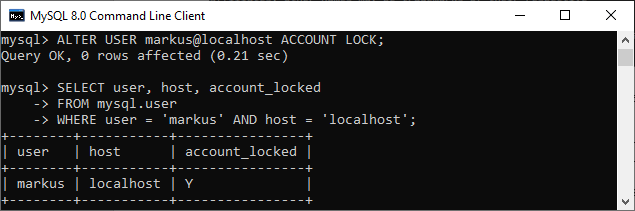 MySQL 8.0 Command Line Client
mysql> ALTER USER markus@localhost ACCOUNT LOCK;
Query OK, 0 rows affected (0.21 sec)
mysql> SELECT user, host, account_locked
    -> FROM mysql.user
    -> WHERE user = 'markus' AND host = 'localhost';
+--------+-----------+----------------+
| user   | host      | account_locked |
+--------+-----------+----------------+
| markus | localhost | Y              |
+--------+-----------+----------------+